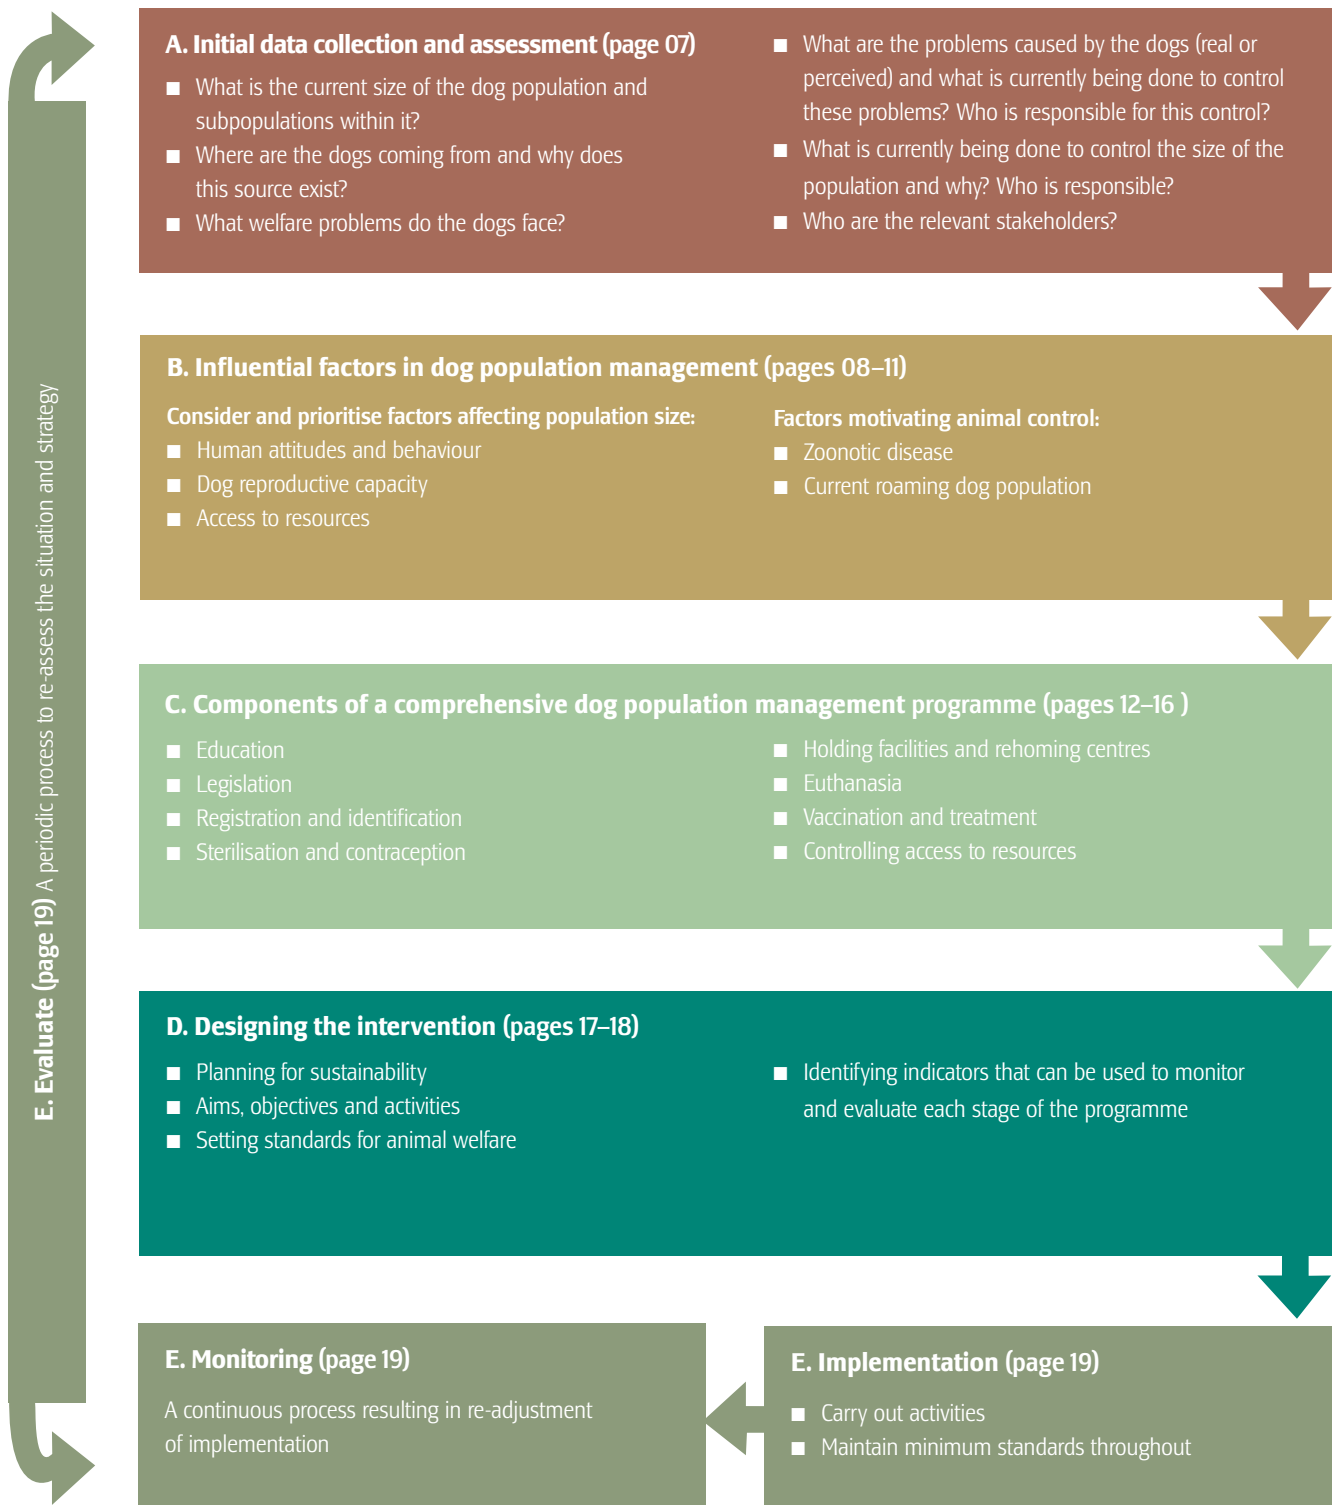 A. Initial data collection and assessment (page 07)
■ What is the current size of the dog population and
subpopulations within it?
■ Where are the dogs coming from and why does
this source exist?
■ What welfare problems do the dogs face?
■ What are the problems caused by the dogs (real or
perceived) and what is currently being done to control
these problems? Who is responsible for this control?
■ What is currently being done to control the size of the
population and why? Who is responsible?
■ Who are the relevant stakeholders?
B. Influential factors in dog population management (pages 08–11)
Consider and prioritise factors affecting population size:
■ Human attitudes and behaviour
■ Dog reproductive capacity
■ Access to resources
Factors motivating animal control:
■ Zoonotic disease
■ Current roaming dog population
C. Components of a comprehensive dog population management programme (pages 12–16 )
■ Education
■ Legislation
■ Registration and identification
■ Sterilisation and contraception
■ Holding facilities and rehoming centres
■ Euthanasia
■ Vaccination and treatment
■ Controlling access to resources
D. Designing the intervention (pages 17–18)
■ Planning for sustainability
■ Aims, objectives and activities
■ Setting standards for animal welfare
■ Identifying indicators that can be used to monitor
and evaluate each stage of the programme
E. Implementation (page 19)
■ Carry out activities
■ Maintain minimum standards throughout
E. Monitoring (page 19)
A continuous process resulting in re-adjustment
of implementation
E. Evaluate (page 19) A periodic process to re-assess the situation and strategy